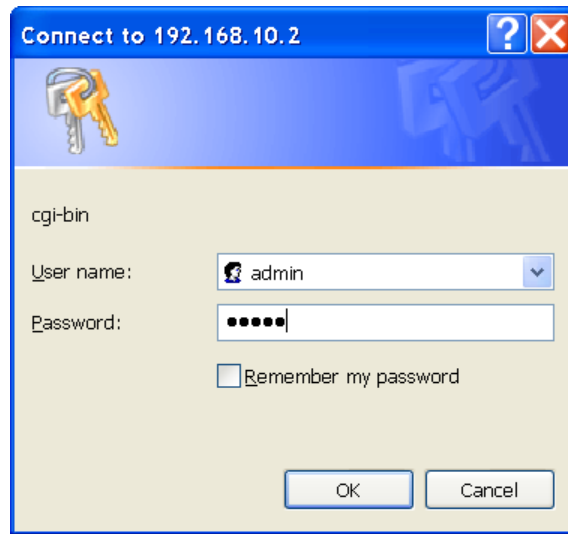 Connect to 192.168.10.2
cgi-bin
User name:
admin
Password:
●●●●●
Remember my password
OK
Cancel